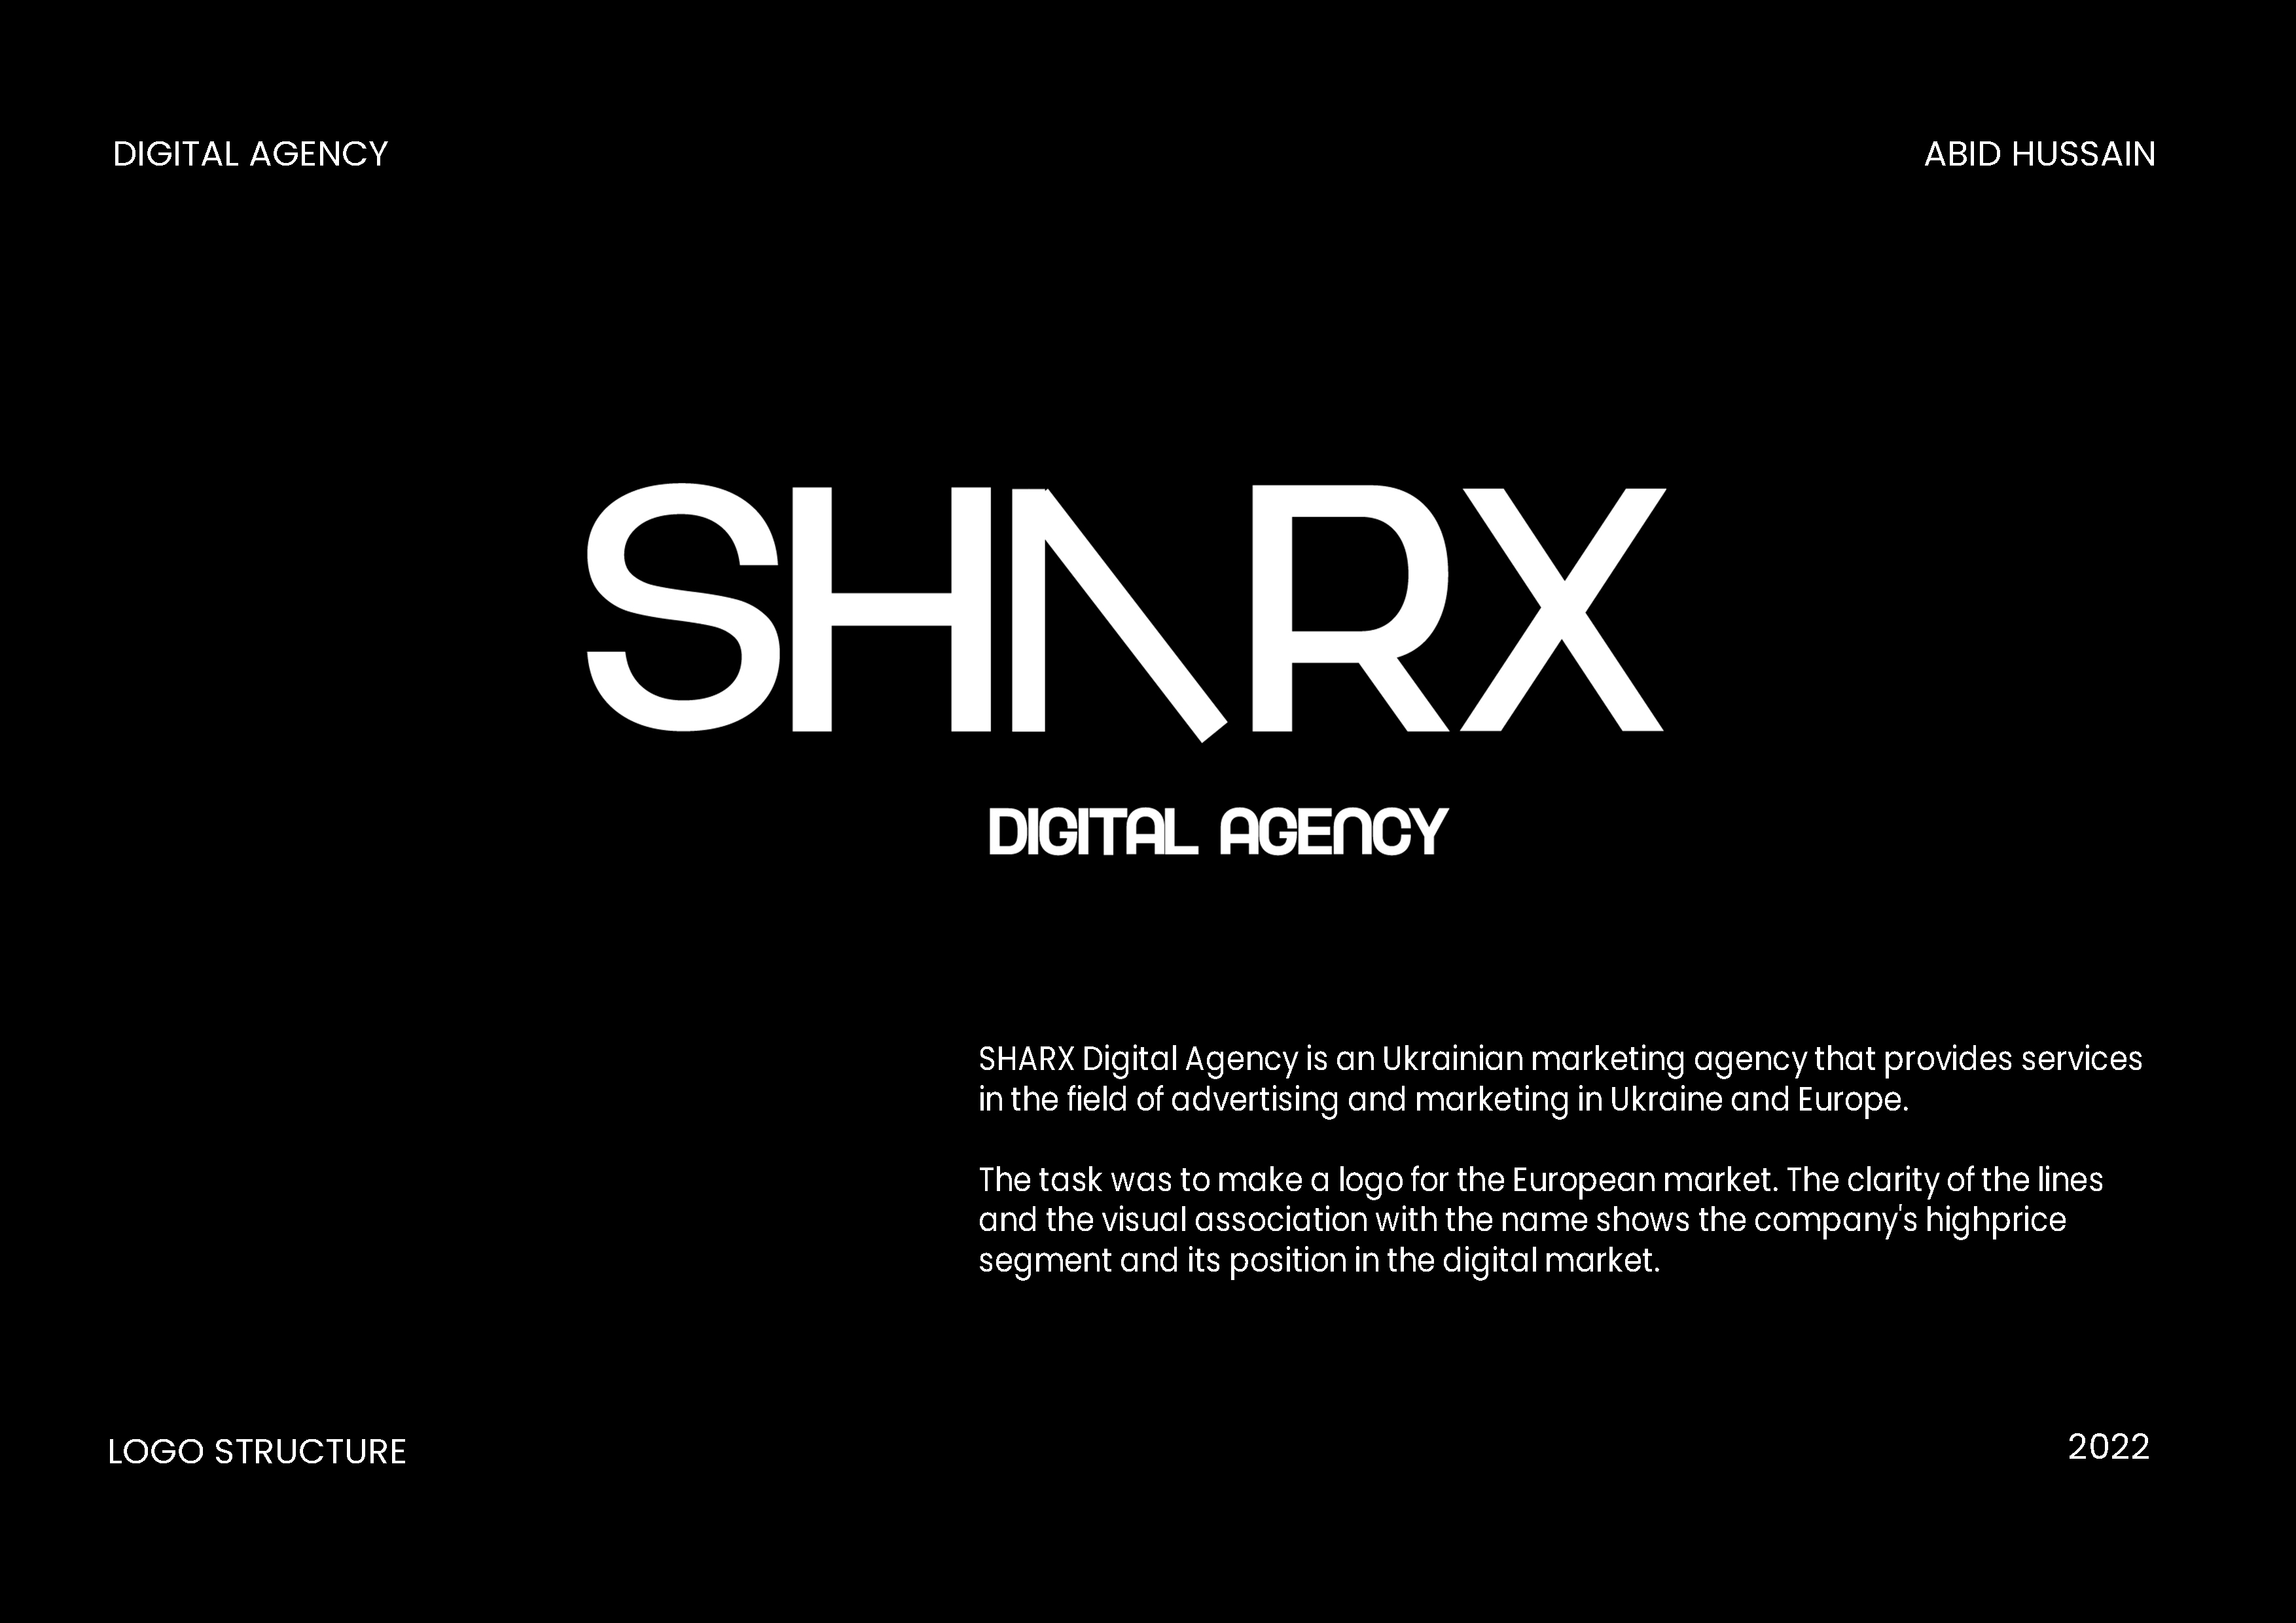 DIGITAL AGENCY
ABID HUSSAIN
SHARX
DIGITAL AGENCY
SHARX Digital Agency is an Ukrainian marketing agency that provides services
in the field of advertising and marketing in Ukraine and Europe.
The task was to make a logo for the European market. The clarity of the lines
and the visual association with the name shows the company's highprice
segment and its position in the digital market.
LOGO STRUCTURE
2022